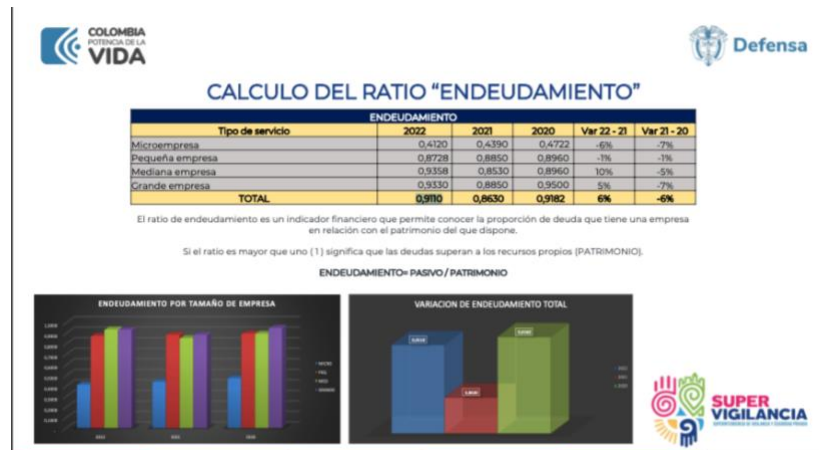 COLOMBIA
POTENCIA DE LA
VIDA
Defensa
CALCULO DEL RATIO “ENDEUDAMIENTO”
ENDEUDAMIENTO
Tipo de servicio 2022 2021 2020 Var 22 - 21 Var 21 - 20
Microempresa 0,4120 0,4390 0,4722 -6% -7%
Pequeña empresa 0,8728 0,8850 0,8960 -1% -1%
Mediana empresa 0,9358 0,8530 0,8960 10% -5%
Grande empresa 0,9330 0,8850 0,9500 5% -7%
TOTAL 0,9110 0,8630 0,9182 6% -6%
El ratio de endeudamiento es un indicador financiero que permite conocer la proporción de deuda que tiene una empresa
en relación con el patrimonio del que dispone.
Si el ratio es mayor que uno ( 1 ) significa que las deudas superan a los recursos propios (PATRIMONIO).
ENDEUDAMIENTO= PASIVO / PATRIMONIO
ENDEUDAMIENTO POR TAMAÑO DE EMPRESA
2022 2021 2020
VARIACION DE ENDEUDAMIENTO TOTAL
SUPER
VIGILANCIA